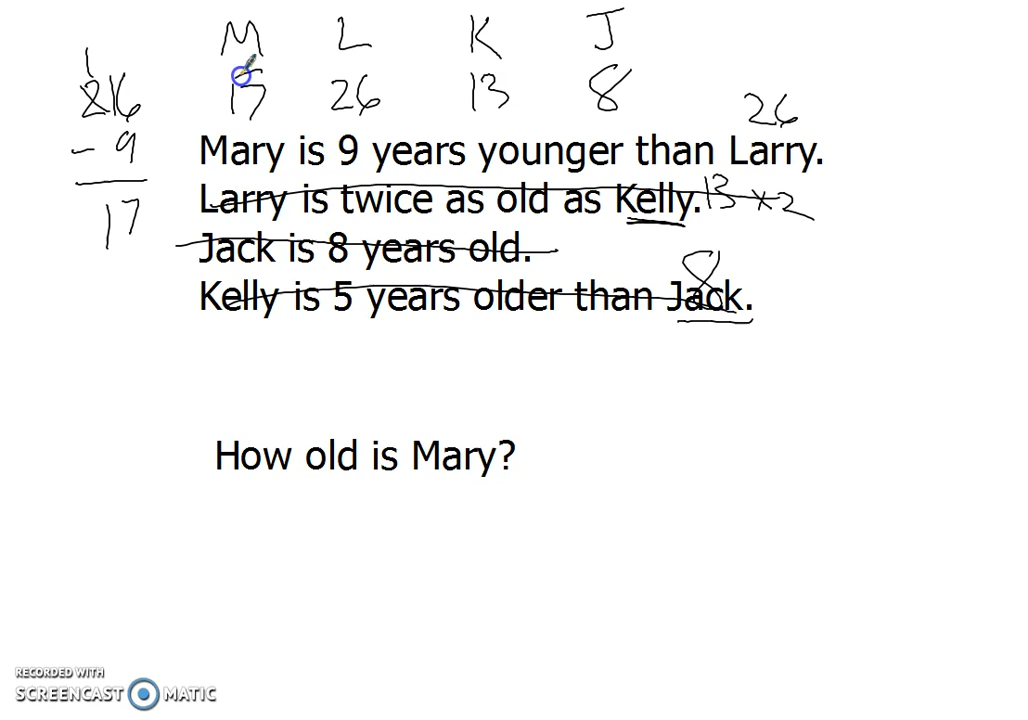 M L K J
1
216 17 26 13 8
26
- 9
Mary is 9 years younger than Larry.
Larry is twice as old as Kelly. 13 x 2
17
Jack is 8 years old.
8
Kelly is 5 years older than Jack.
How old is Mary?
RECORDED WITH
SCREENCAST MATIC